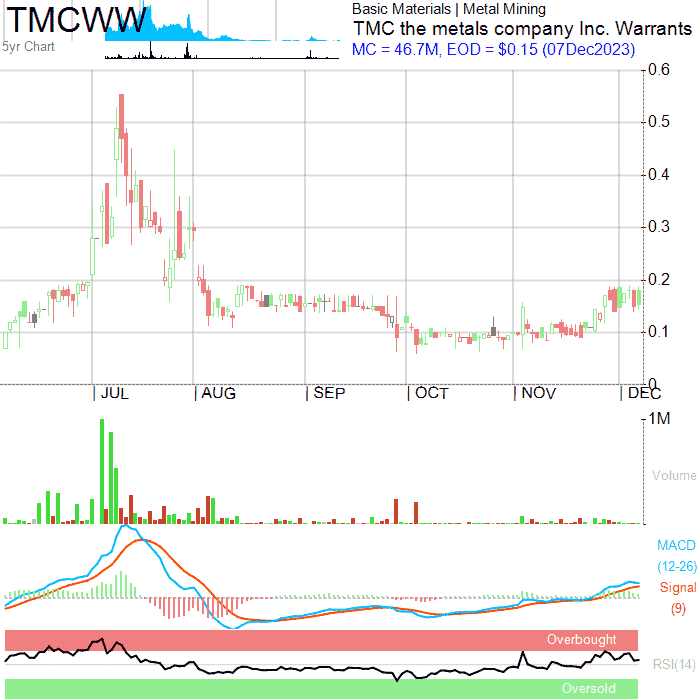 TMCWW
5yr Chart
Basic Materials | Metal Mining
TMC the metals company Inc. Warrants
MC = 46.7M, EOD = $0.15 (07Dec2023)
0.6
0.5
0.4
0.3
0.2
0.1
0
JUL
AUG
SEP
OCT
NOV
DEC
1M
Volume
MACD
(12-26)
Signal
(9)
Overbought
RSI(14)
Oversold